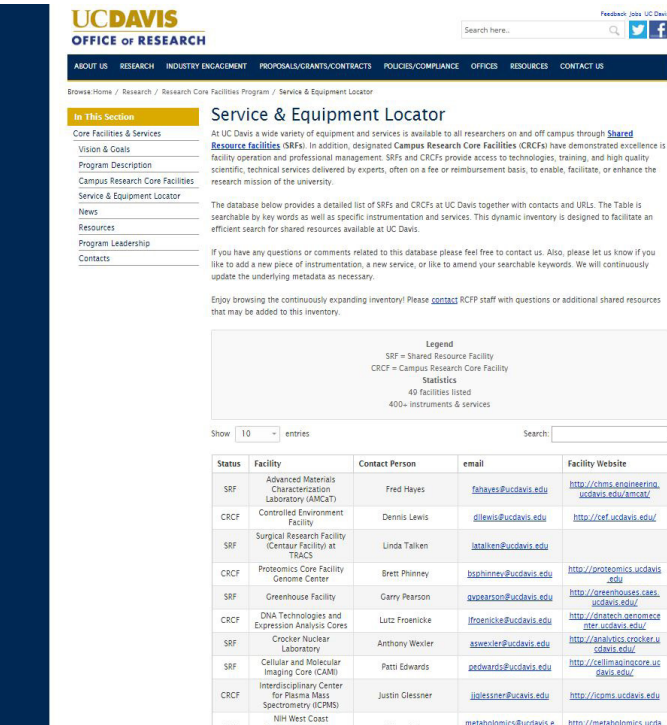 Feedback Jobs UC Davi
UCDAVIS
OFFICE OF RESEARCH
Search here..
ABOUT US RESEARCH INDUSTRY ENGAGEMENT PROPOSALS/GRANTS/CONTRACTS POLICIES/COMPLIANCE OFFICES RESOURCES CONTACT US
Browse:Home / Research / Research Core Facilities Program / Service & Equipment Locator
In This Section
Core Facilities & Services
Vision & Goals
Program Description
Campus Research Core Facilities
Service & Equipment Locator
News
Resources
Program Leadership
Contacts
Service & Equipment Locator
At UC Davis a wide variety of equipment and services is available to all researchers on and off campus through Shared
Resource facilities (SRFs). In addition, designated Campus Research Core Facilities (CRCFs) have demonstrated excellence is
facility operation and professional management. SRFs and CRCFs provide access to technologies, training, and high quality
scientific, technical services delivered by experts, often on a fee or reimbursement basis, to enable, facilitate, or enhance the
research mission of the university.
The database below provides a detailed list of SRFs and CRCFs at UC Davis together with contacts and URLs. The Table is
searchable by key words as well as specific instrumentation and services. This dynamic inventory is designed to facilitate an
efficient search for shared resources available at UC Davis.
If you have any questions or comments related to this database please feel free to contact us. Also, please let us know if you
like to add a new piece of instrumentation, a new service, or like to amend your searchable keywords. We will continuously
update the underlying metadata as necessary.
Enjoy browsing the continuously expanding inventory! Please contact RCFP staff with questions or additional shared resources
that may be added to this inventory.
Legend
SRF = Shared Resource Facility
CRCF = Campus Research Core Facility
Statistics
49 facilities listed
400+ instruments & services
Show 10 entries Search:
Status Facility Contact Person email Facility Website
SRF Advanced Materials Characterization Laboratory (AMCaT) Fred Hayes fahayes@ucdavis.edu http://chms.engineering.ucdavis.edu/amcat/
CRCF Controlled Environment Facility Dennis Lewis dllewis@ucdavis.edu http://cef.ucdavis.edu/
SRF Surgical Research Facility (Centaur Facility) at TRACS Linda Talken latalken@ucdavis.edu
CRCF Proteomics Core Facility Genome Center Brett Phinney bsphinney@ucdavis.edu http://proteomics.ucdavis.edu
SRF Greenhouse Facility Garry Pearson gvpearson@ucdavis.edu http://greenhouses.caes.ucdavis.edu/
CRCF DNA Technologies and Expression Analysis Cores Lutz Froenicke lfroenicke@ucdavis.edu http://dnatech.genomecenter.ucdavis.edu/
SRF Crocker Nuclear Laboratory Anthony Wexler aswexler@ucdavis.edu http://analytics.crocker.ucdavis.edu/
SRF Cellular and Molecular Imaging Core (CAMI) Patti Edwards pedwards@ucdavis.edu http://cellimagingcore.ucdavis.edu/
CRCF Interdisciplinary Center for Plasma Mass Spectrometry (ICPMS) Justin Glessner jjglessner@ucavis.edu http://icpms.ucdavis.edu
NIH West Coast metabolomics@ucdavis.e http://metabolomics.ucda